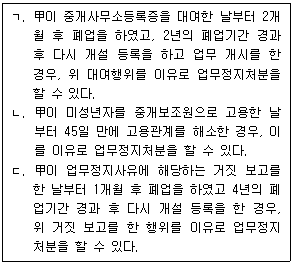 ㄱ. 甲이 중개사무소등록증을 대여한 날부터 2개
월 후 폐업을 하였고, 2년의 폐업기간 경과
후 다시 개설 등록을 하고 업무 개시를 한
경우, 위 대여행위를 이유로 업무정지처분을
할 수 있다.
ㄴ. 甲이 미성년자를 중개보조원으로 고용한 날
부터 45일 만에 고용관계를 해소한 경우, 이
를 이유로 업무정지처분을 할 수 있다.
ㄷ. 甲이 업무정지사유에 해당하는 거짓 보고를
한 날부터 1개월 후 폐업을 하였고 4년의 폐
업기간 경과 후 다시 개설 등록을 한 경우,
위 거짓 보고를 한 행위를 이유로 업무정지
처분을 할 수 있다.